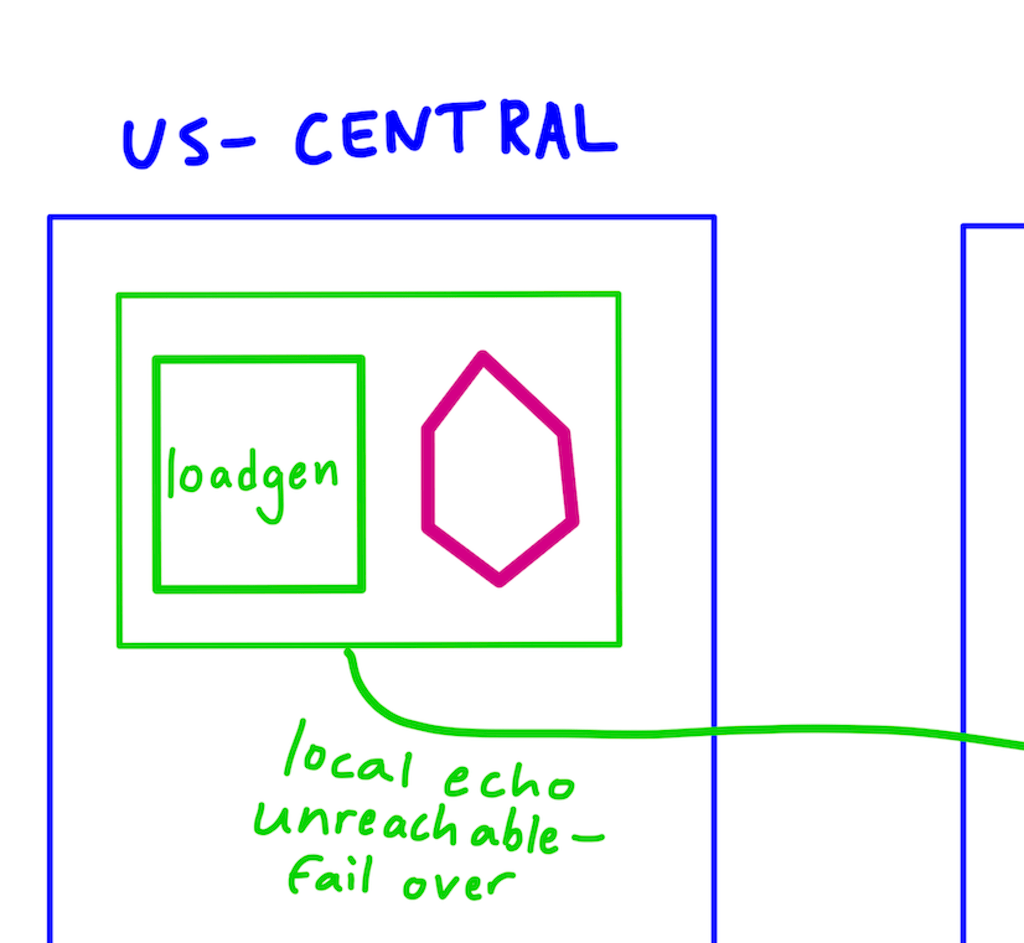 US- CENTRAL
loadgen
local echo
unreachable-
fail over